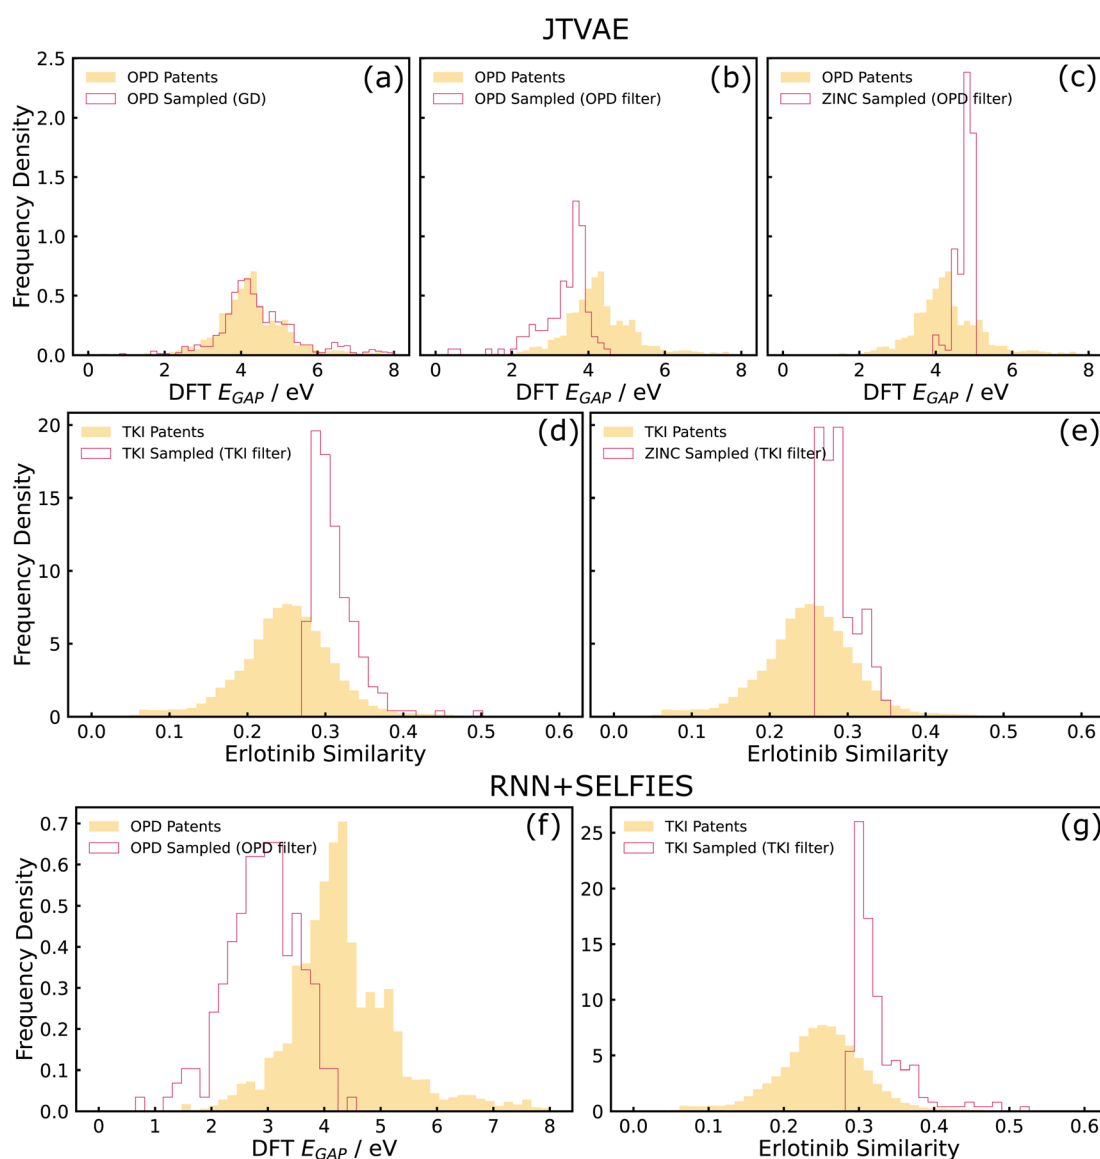 JTVAE
OPD Patents
OPD Sampled (GD)
(a)
OPD Patents
OPD Sampled (OPD filter)
(b)
OPD Patents
ZINC Sampled (OPD filter)
(c)
Frequency Density
2.5
2.0
1.5
1.0
0.5
0.0
0 2 4 6 8
0 2 4 6 8
0 2 4 6 8
DFT E_GAP / eV
DFT E_GAP / eV
DFT E_GAP / eV
TKI Patents
TKI Sampled (TKI filter)
(d)
TKI Patents
ZINC Sampled (TKI filter)
(e)
Frequency Density
20
15
10
5
0
0.0 0.1 0.2 0.3 0.4 0.5 0.6
0.0 0.1 0.2 0.3 0.4 0.5 0.6
Erlotinib Similarity
Erlotinib Similarity
RNN+SELFIES
OPD Patents
OPD Sampled (OPD filter)
(f)
Frequency Density
0.7
0.6
0.5
0.4
0.3
0.2
0.1
0.0
0 1 2 3 4 5 6 7 8
DFT E_GAP / eV
TKI Patents
TKI Sampled (TKI filter)
(g)
25
20
15
10
5
0
0.0 0.1 0.2 0.3 0.4 0.5 0.6
Erlotinib Similarity